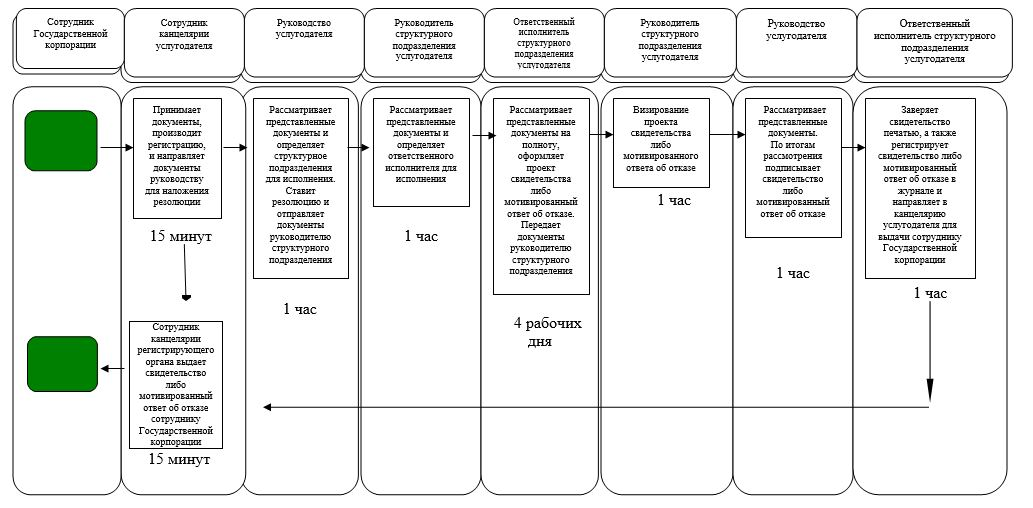 Сотрудник
Государственной
корпорации
Сотрудник
канцелярии
услугодателя
Руководство
услугодателя
Руководитель
структурного
подразделения
услугодателя
Ответственный
исполнитель
структурного
подразделения
услугодателя
Руководитель
структурного
подразделения
услугодателя
Руководство
услугодателя
Ответственный
исполнитель структурного
подразделения
услугодателя
Принимает
документы,
производит
регистрацию,
и направляет
документы
руководству
для наложения
резолюции
15 минут
Рассматривает
представленные
документы и
определяет
структурное
подразделения
для исполнения.
Ставит
резолюцию и
отправляет
документы
руководителю
структурного
подразделения
1 час
Рассматривает
представленные
документы и
определяет
ответственного
исполнителя для
исполнения
1 час
Рассматривает
представленные
документы на
полноту,
оформляет
проект
свидетельства
либо
мотивированный
ответ об отказе.
Передает
документы
руководителю
структурного
подразделения
4 рабочих
дня
Визирование
проекта
свидетельства
либо
мотивированного
ответа об отказе
1 час
Рассматривает
представленные
документы.
По итогам
рассмотрения
подписывает
свидетельство
либо
мотивированный
ответ об отказе
1 час
Заверяет
свидетельство
печатью, а также
регистрирует
свидетельство либо
мотивированный
ответ об отказе в
журнале и
направляет в
канцелярию
услугодателя для
выдачи сотруднику
Государственной
корпорации
1 час
Сотрудник
канцелярии
регистрирующего
органа выдает
свидетельство
либо
мотивированный
ответ об отказе
сотруднику
Государственной
корпорации
15 минут